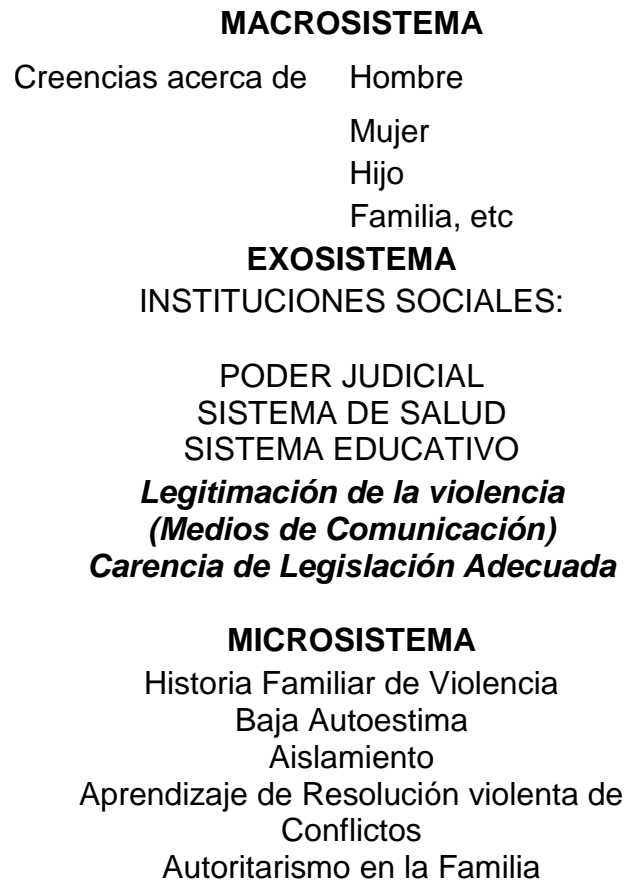 MACROSISTEMA
Creencias acerca de Hombre
Mujer
Hijo
Familia, etc
EXOSISTEMA
INSTITUCIONES SOCIALES:
PODER JUDICIAL
SISTEMA DE SALUD
SISTEMA EDUCATIVO
Legitimación de la violencia
(Medios de Comunicación)
Carencia de Legislación Adecuada
MICROSISTEMA
Historia Familiar de Violencia
Baja Autoestima
Aislamiento
Aprendizaje de Resolución violenta de
Conflictos
Autoritarismo en la Familia